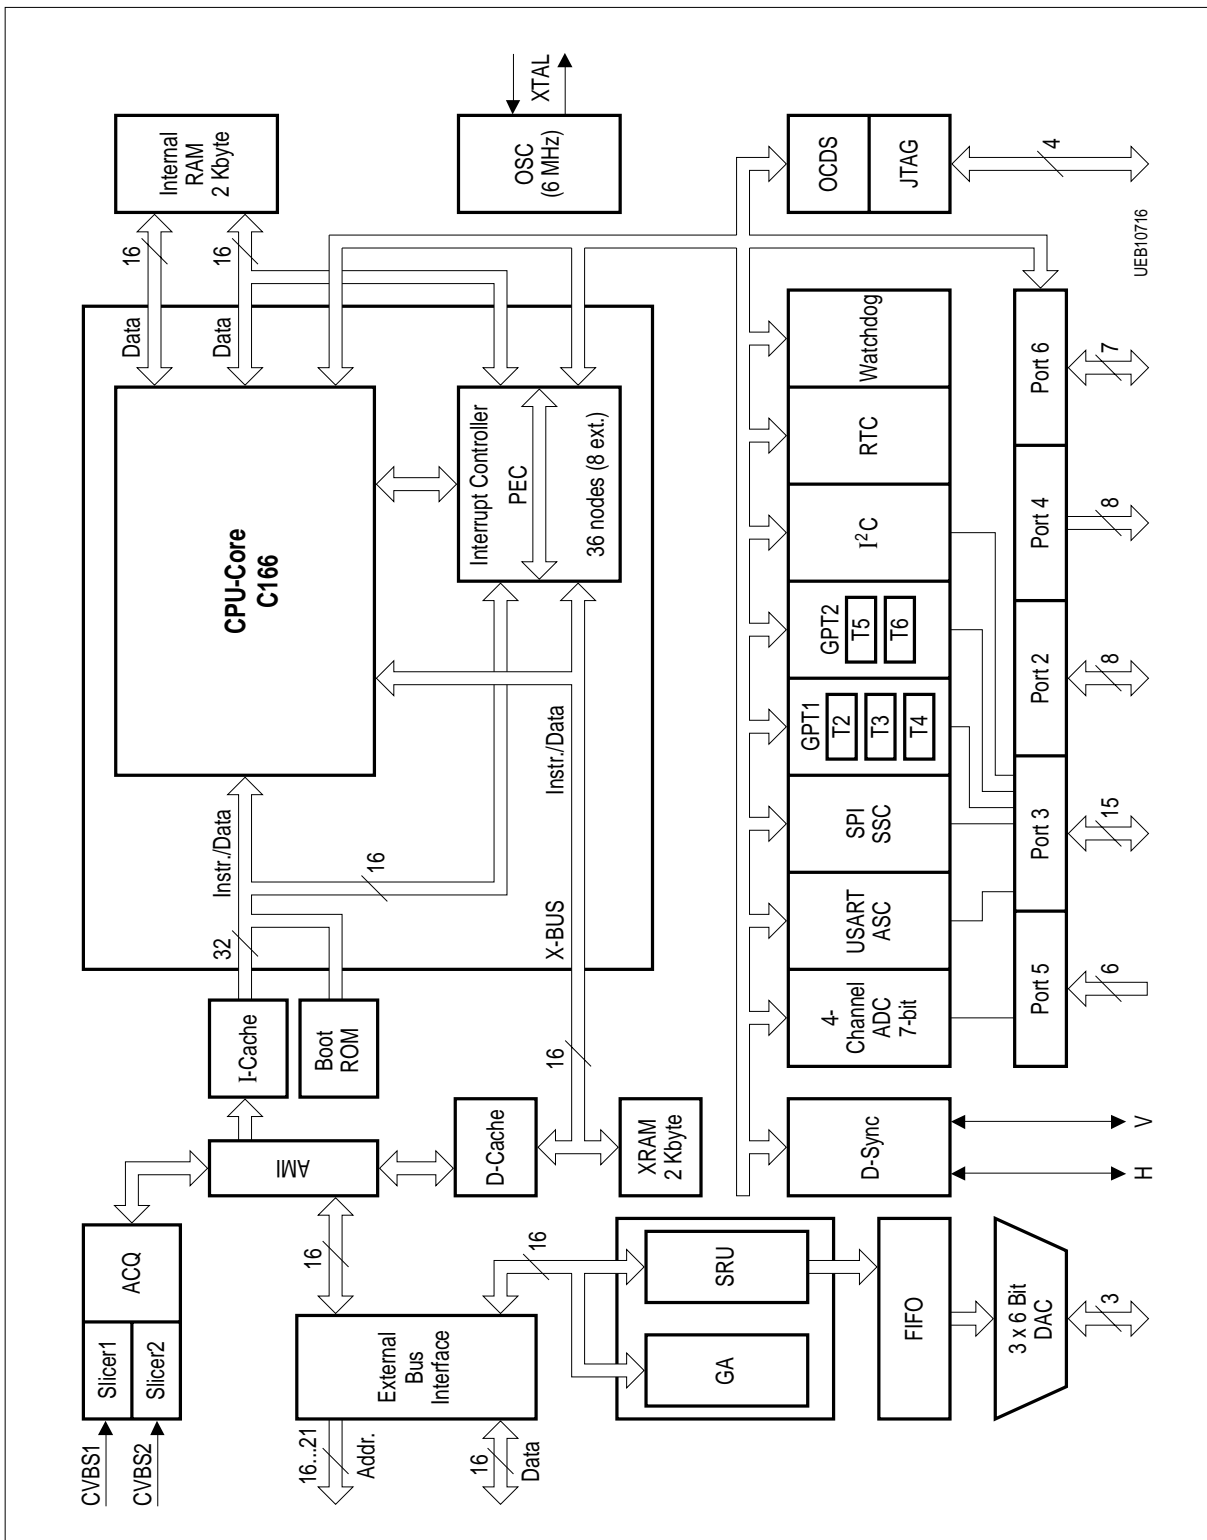 CVBS1
CVBS2
Slicer1
Slicer2
ACQ
AMI
I-Cache
Boot
ROM
32
Instr./Data
16
CPU-Core
C166
Data
16
Data
16
Internal
RAM
2 Kbyte
16...21
Addr.
16
Data
External
Bus
Interface
16
D-Cache
XRAM
2 Kbyte
16
X-BUS
Instr./Data
Interrupt Controller
PEC
36 nodes (8 ext.)
OSC
(6 MHz)
XTAL
16
GA
SRU
FIFO
3 x 6 Bit
DAC
3
D-Sync
H
V
4-
Channel
ADC
7-bit
USART
ASC
SPI
SSC
GPT1
T2
T3
T4
GPT2
T5
T6
I²C
RTC
Watchdog
OCDS
JTAG
4
Port 5
Port 3
Port 2
Port 4
Port 6
6
15
8
8
7
UEB10716